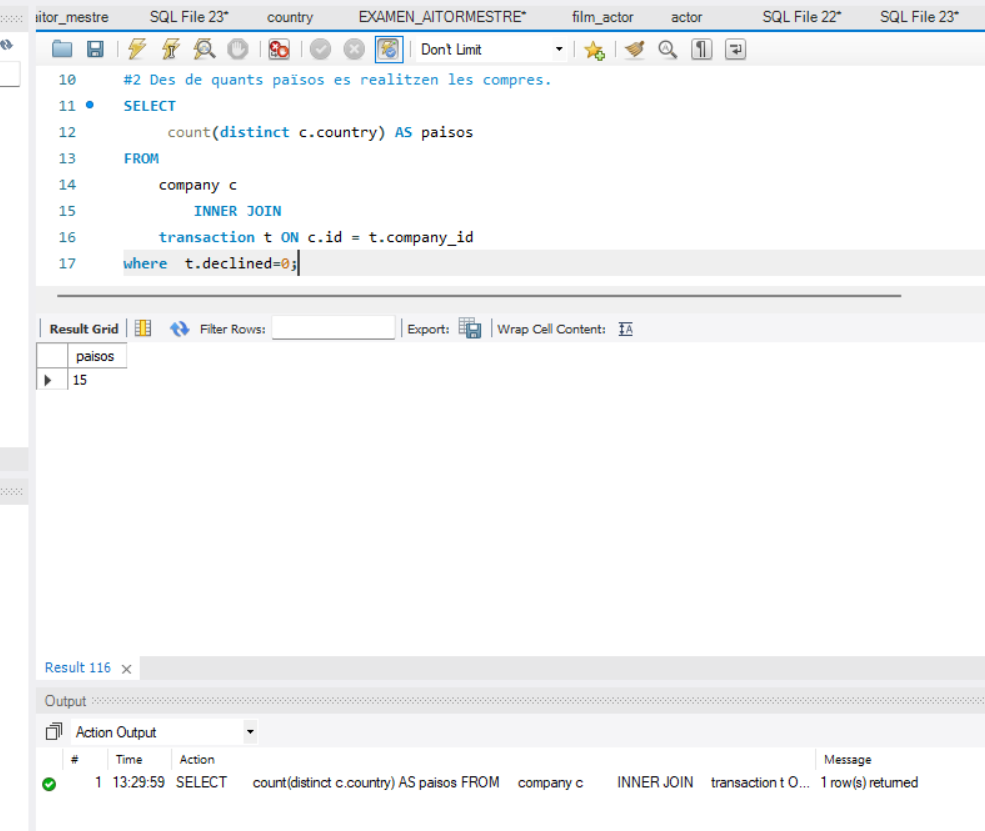 aitor_mestre SQL File 23* country EXAMEN_AITORMESTRE* film_actor actor SQL File 22* SQL File 23*
Don't Limit
10 #2 Des de quants països es realitzen les compres.
11 SELECT
12 count(distinct c.country) AS paisos
13 FROM
14 company c
15 INNER JOIN
16 transaction t ON c.id = t.company_id
17 where t.declined=0;
Result Grid Filter Rows: Export: Wrap Cell Content: IA
paisos
15
Result 116
Output
Action Output
# Time Action Message
1 13:29:59 SELECT count(distinct c.country) AS paisos FROM company c INNER JOIN transaction t O... 1 row(s) returned